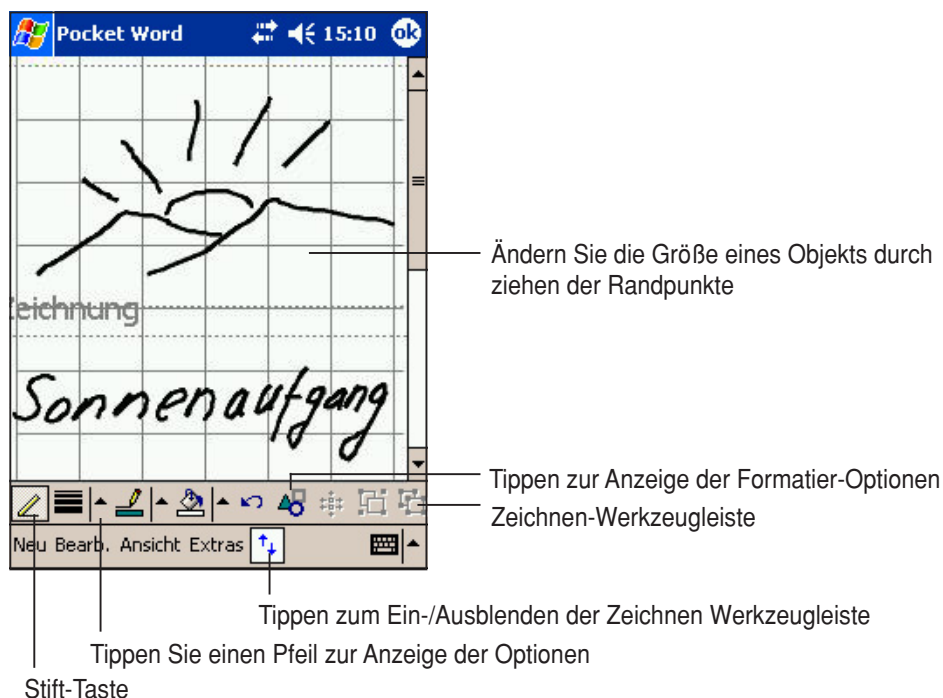 Pocket Word 15:10 ok
Ändern Sie die Größe eines Objekts durch
ziehen der Randpunkte
eichnung
Sonnenaufgang
Tippen zur Anzeige der Formatier-Optionen
Zeichnen-Werkzeugleiste
Neu Bearb. Ansicht Extras
Tippen zum Ein-/Ausblenden der Zeichnen Werkzeugleiste
Tippen Sie einen Pfeil zur Anzeige der Optionen
Stift-Taste